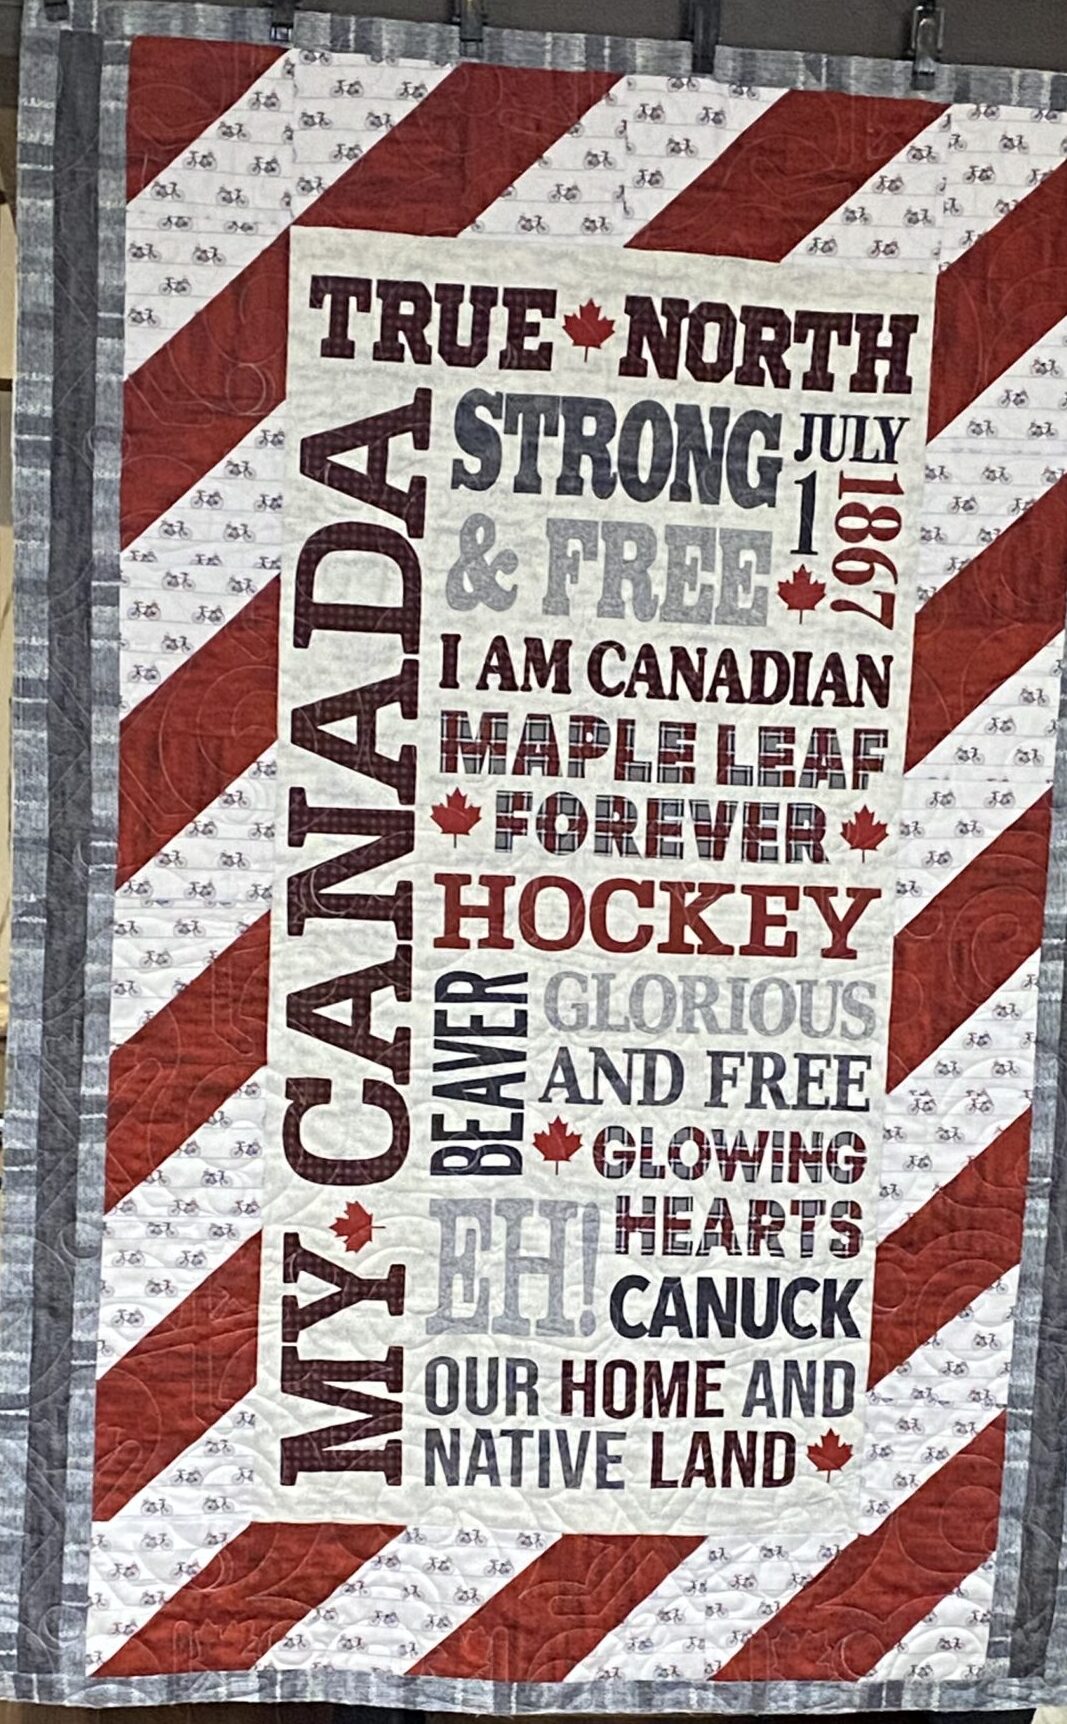 TRUE NORTH
MY CANADA
STRONG
& FREE
JULY
1
1867
I AM CANADIAN
MAPLE LEAF
FOREVER
HOCKEY
BEAVER
GLORIOUS
AND FREE
GLOWING
HEARTS
EH!
CANUCK
OUR HOME AND
NATIVE LAND